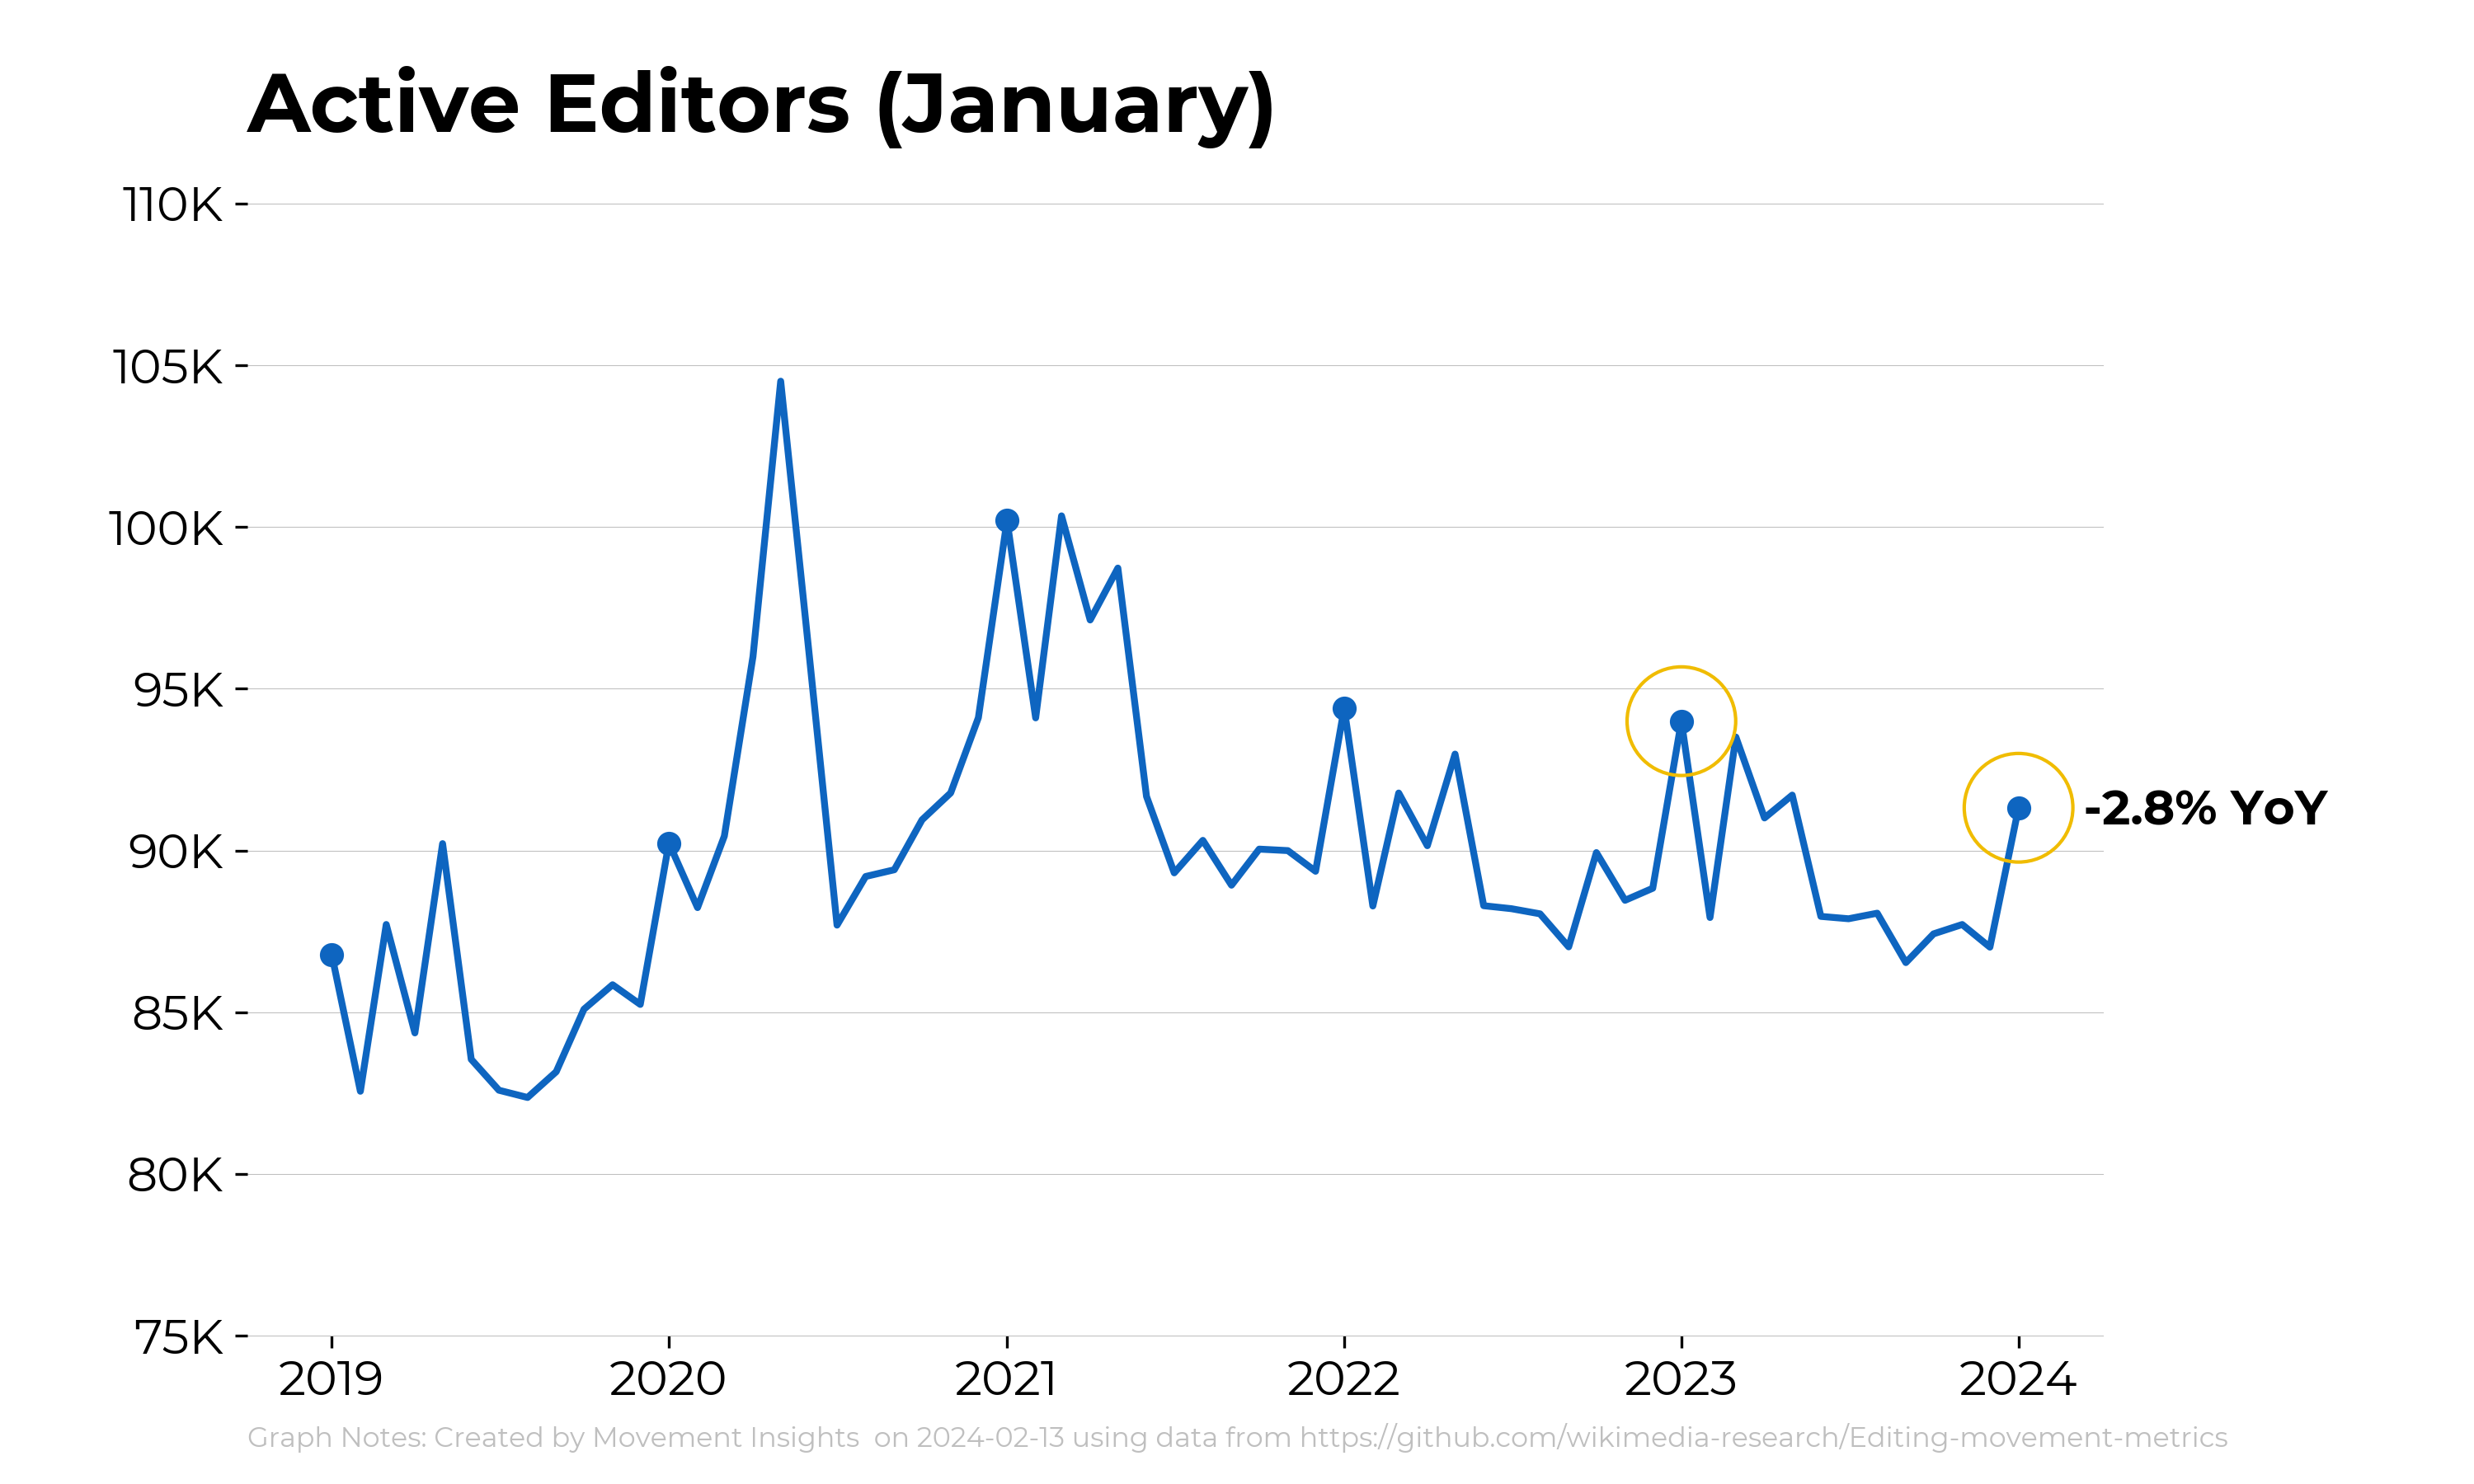 Active Editors (January)
110K
105K
100K
95K
90K
-2.8% YoY
85K
80K
75K
2019 2020 2021 2022 2023 2024
Graph Notes: Created by Movement Insights  on 2024-02-13 using data from https://github.com/wikimedia-research/Editing-movement-metrics